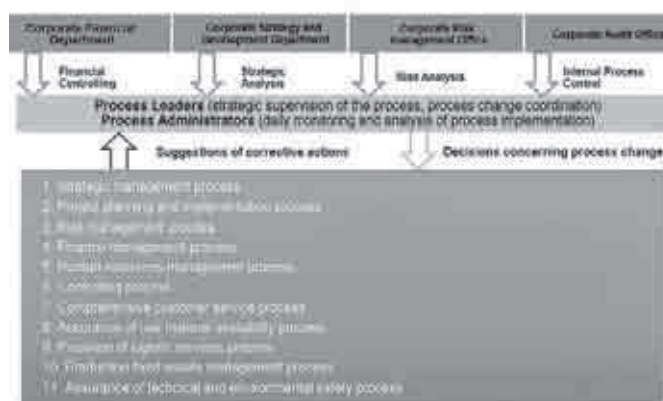 Corporate Financial
Department
Corporate Strategy and
Development Department
Corporate Risk
management Office
Corporate Audit Office
Financial
Controlling
Strategic
Analysis
Risk Analysis
Internal Process
Control
Process Leaders (strategic supervision of the process, process change coordination)
Process Administrators (daily monitoring and analysis of process implementation)
Suggestions of corrective actions
Decisions concerning process change
1. Strategic management process
2. Project planning and implementation process
3. Risk management process
4. Finance management process
5. Human resources management process
6. Controlling process
7. Comprehensive customer service process
8. Assurance of raw material availability process
9. Provision of logistic services process
10. Production fixed assets management process
11. Assurance of technical and environmental safety process